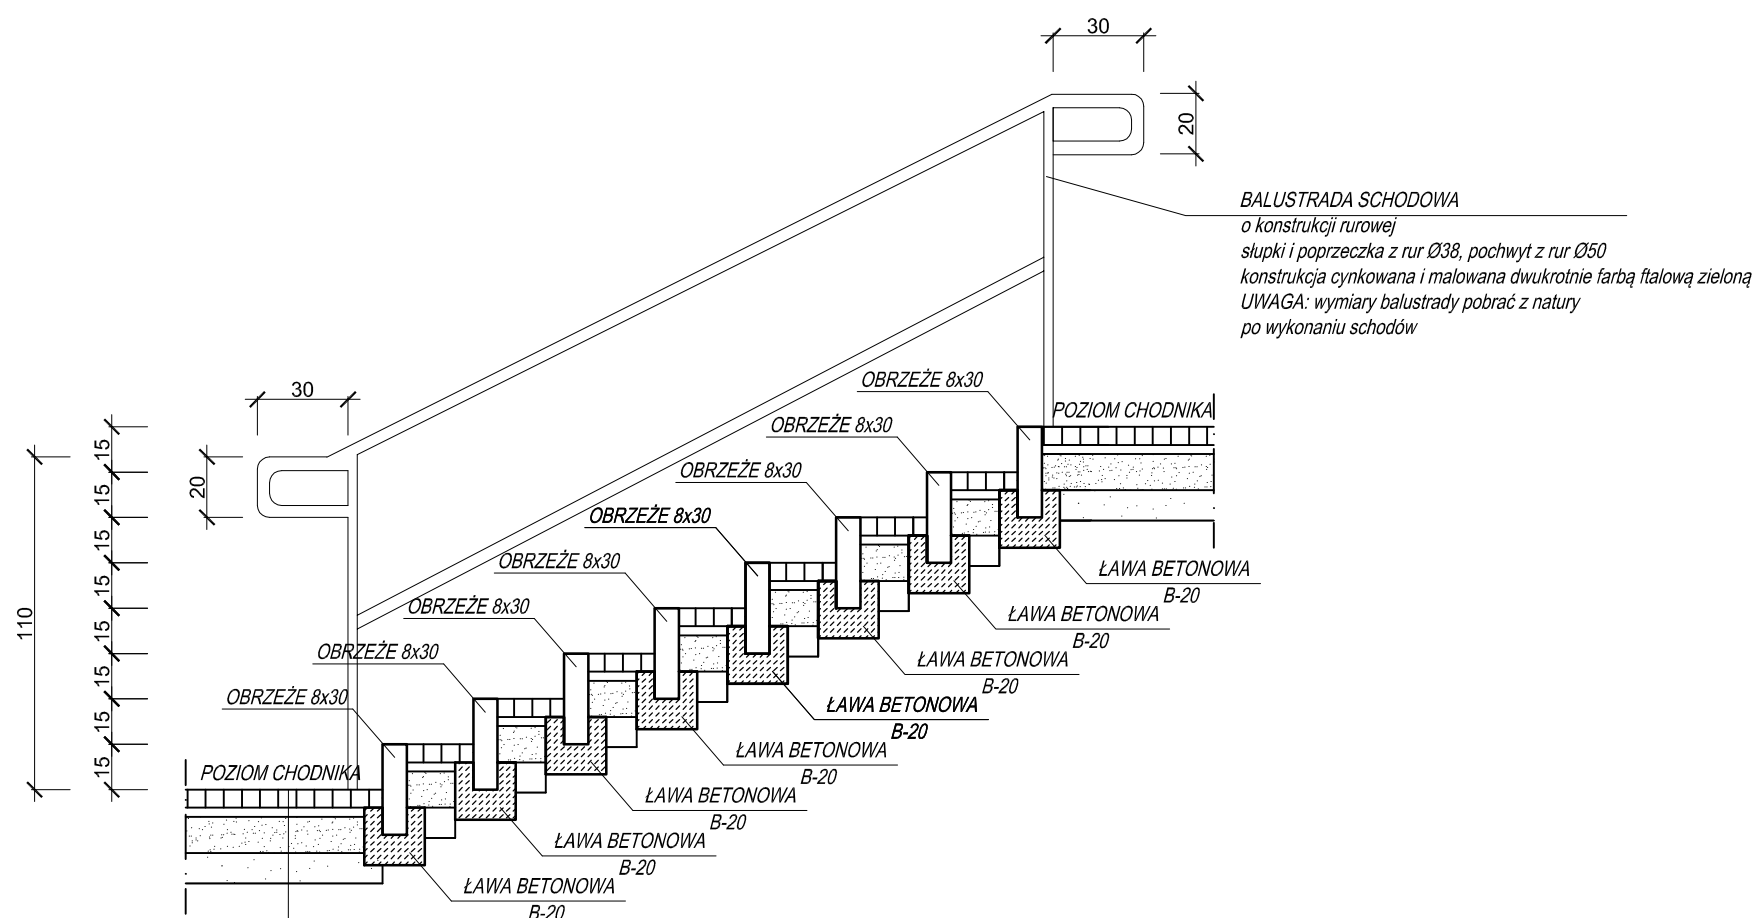 30
20
BALUSTRADA SCHODOWA
o konstrukcji rurowej
słupki i poprzeczka z rur Ø38, pochwyt z rur Ø50
konstrukcja cynkowana i malowana dwukrotnie farbą ftalową zieloną
UWAGA: wymiary balustrady pobrać z natury
po wykonaniu schodów
30
20
110
15
15
15
15
15
15
15
15
OBRZEŻE 8x30
POZIOM CHODNIKA
OBRZEŻE 8x30
OBRZEŻE 8x30
OBRZEŻE 8x30
OBRZEŻE 8x30
OBRZEŻE 8x30
OBRZEŻE 8x30
OBRZEŻE 8x30
POZIOM CHODNIKA
ŁAWA BETONOWA
B-20
ŁAWA BETONOWA
B-20
ŁAWA BETONOWA
B-20
ŁAWA BETONOWA
B-20
ŁAWA BETONOWA
B-20
ŁAWA BETONOWA
B-20
ŁAWA BETONOWA
B-20
ŁAWA BETONOWA
B-20